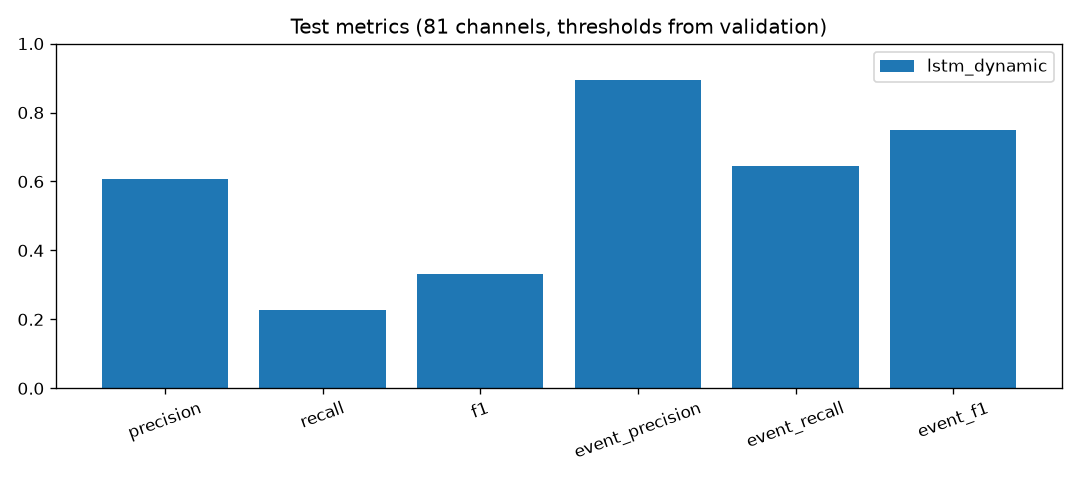 Test metrics (81 channels, thresholds from validation)
lstm_dynamic
1.0
0.8
0.6
0.4
0.2
0.0
precision
recall
f1
event_precision
event_recall
event_f1